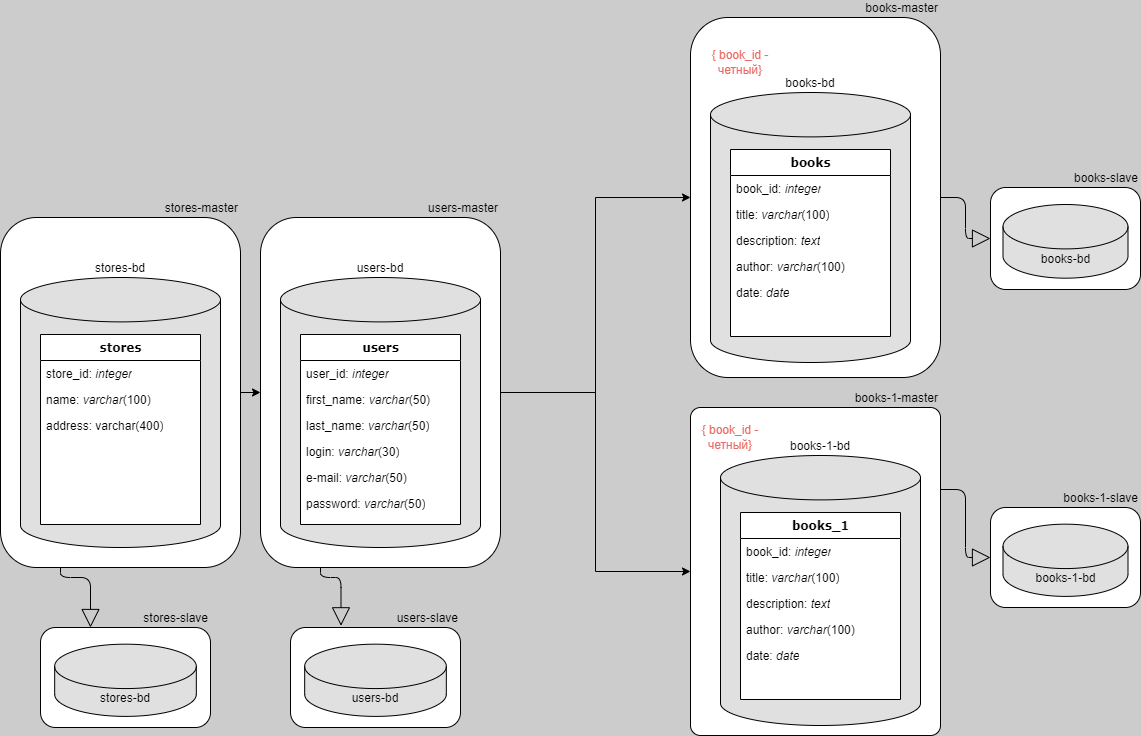 books-master
{ book_id -
четный}
books-bd
books
book_id: integer
title: varchar(100)
description: text
author: varchar(100)
date: date
books-slave
books-bd
stores-master
stores-bd
stores
store_id: integer
name: varchar(100)
address: varchar(400)
users-master
users-bd
users
user_id: integer
first_name: varchar(50)
last_name: varchar(50)
login: varchar(30)
e-mail: varchar(50)
password: varchar(50)
books-1-master
{ book_id -
четный}
books-1-bd
books_1
book_id: integer
title: varchar(100)
description: text
author: varchar(100)
date: date
books-1-slave
books-1-bd
stores-slave
stores-bd
users-slave
users-bd